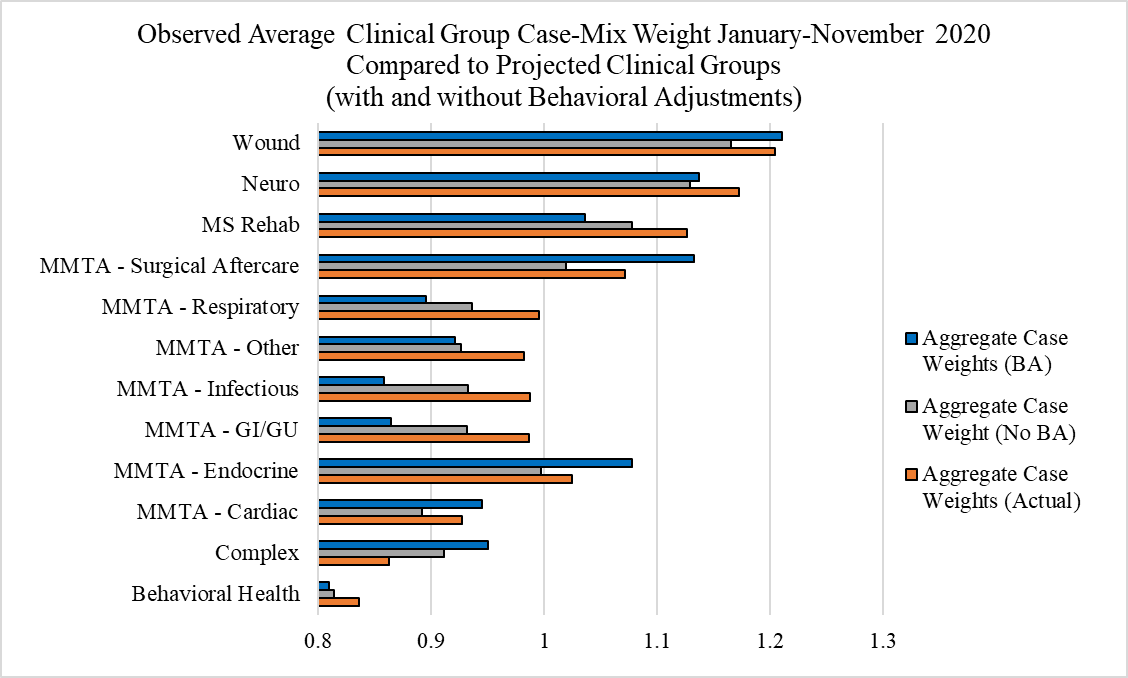 Observed Average Clinical Group Case-Mix Weight January-November 2020
Compared to Projected Clinical Groups
(with and without Behavioral Adjustments)
Wound
Neuro
MS Rehab
MMTA - Surgical Aftercare
MMTA - Respiratory
MMTA - Other
MMTA - Infectious
MMTA - GI/GU
MMTA - Endocrine
MMTA - Cardiac
Complex
Behavioral Health
0.8 0.9 1 1.1 1.2 1.3
Aggregate Case
Weights (BA)
Aggregate Case
Weight (No BA)
Aggregate Case
Weights (Actual)